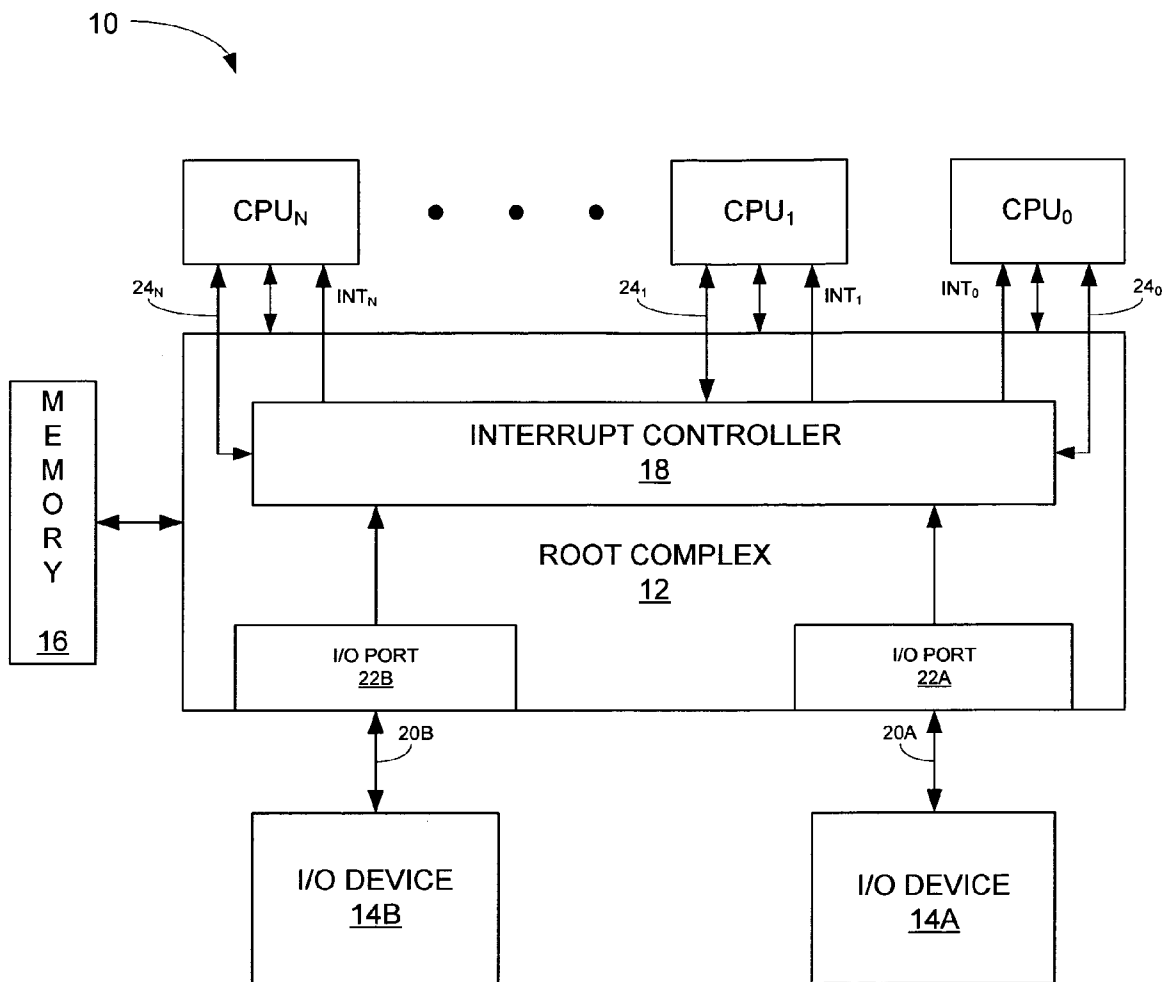 10
CPU_N
CPU_1
CPU_0
24_N
INT_N
24_1
INT_1
INT_0
24_0
M
E
M
O
R
Y
16
INTERRUPT CONTROLLER
18
ROOT COMPLEX
12
I/O PORT
22B
I/O PORT
22A
20B
20A
I/O DEVICE
14B
I/O DEVICE
14A